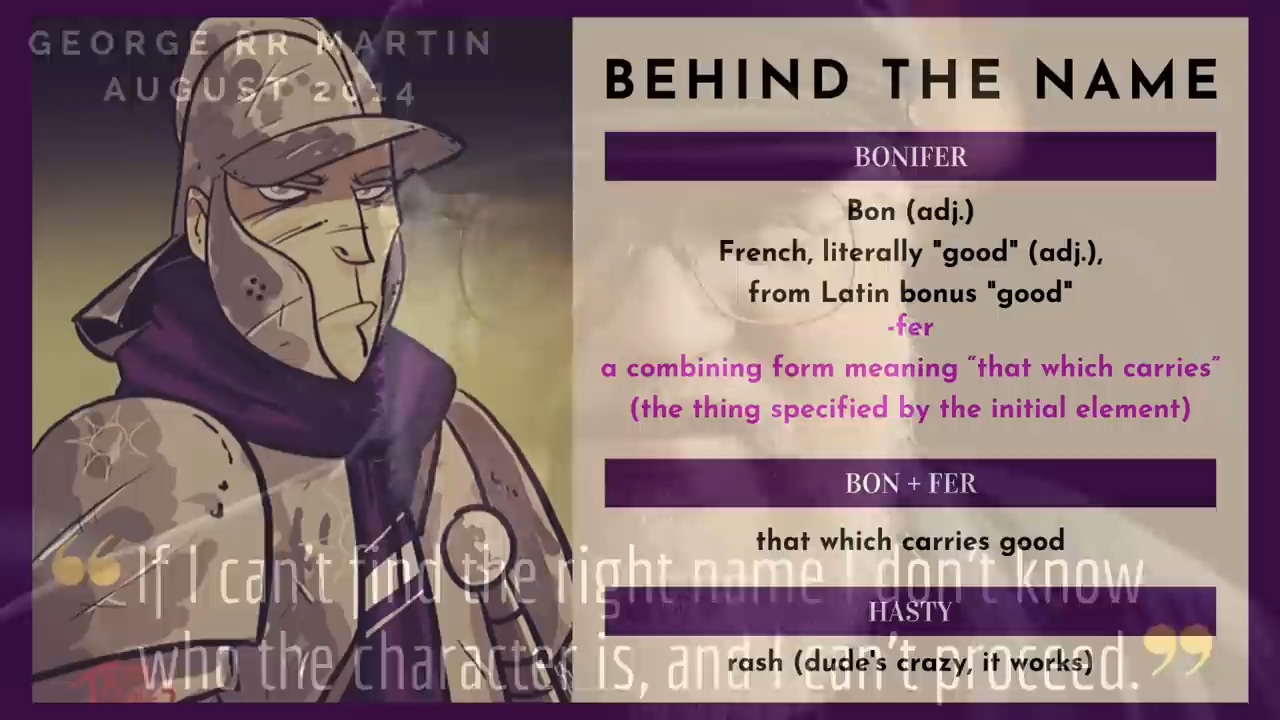 GEORGE RR MARTIN
AUGUST 2014
BEHIND THE NAME
BONIFER
Bon (adj.)
French, literally "good" (adj.),
from Latin bonus "good"
-fer
a combining form meaning “that which carries”
(the thing specified by the initial element)
BON + FER
that which carries good
HASTY
rash (dude's crazy, it works)
“If I can't find the right name I don't know
who the character is, and I can't proceed.”